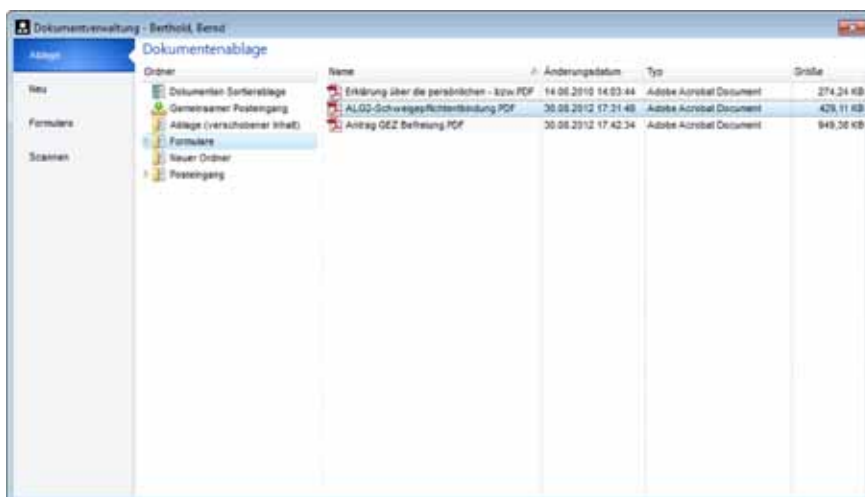 Dokumentverwaltung - Berthold, Bernd
Ablage
Neu
Formulare
Scannen
Dokumentenablage
Ordner
Dokumenten Sortierablage
Gemeinsamer Posteingang
Ablage (verschobener Inhalt)
Formulare
Neuer Ordner
Posteingang
Name Änderungsdatum Typ Größe
Erklärung über die persönlichen - bzw.PDF 14.06.2010 14:03:44 Adobe Acrobat Document 274,24 KB
ALG2-Schweigepflichtentbindung.PDF 30.08.2012 17:31:48 Adobe Acrobat Document 429,11 KB
Antrag GEZ Befreiung.PDF 30.08.2012 17:42:34 Adobe Acrobat Document KB